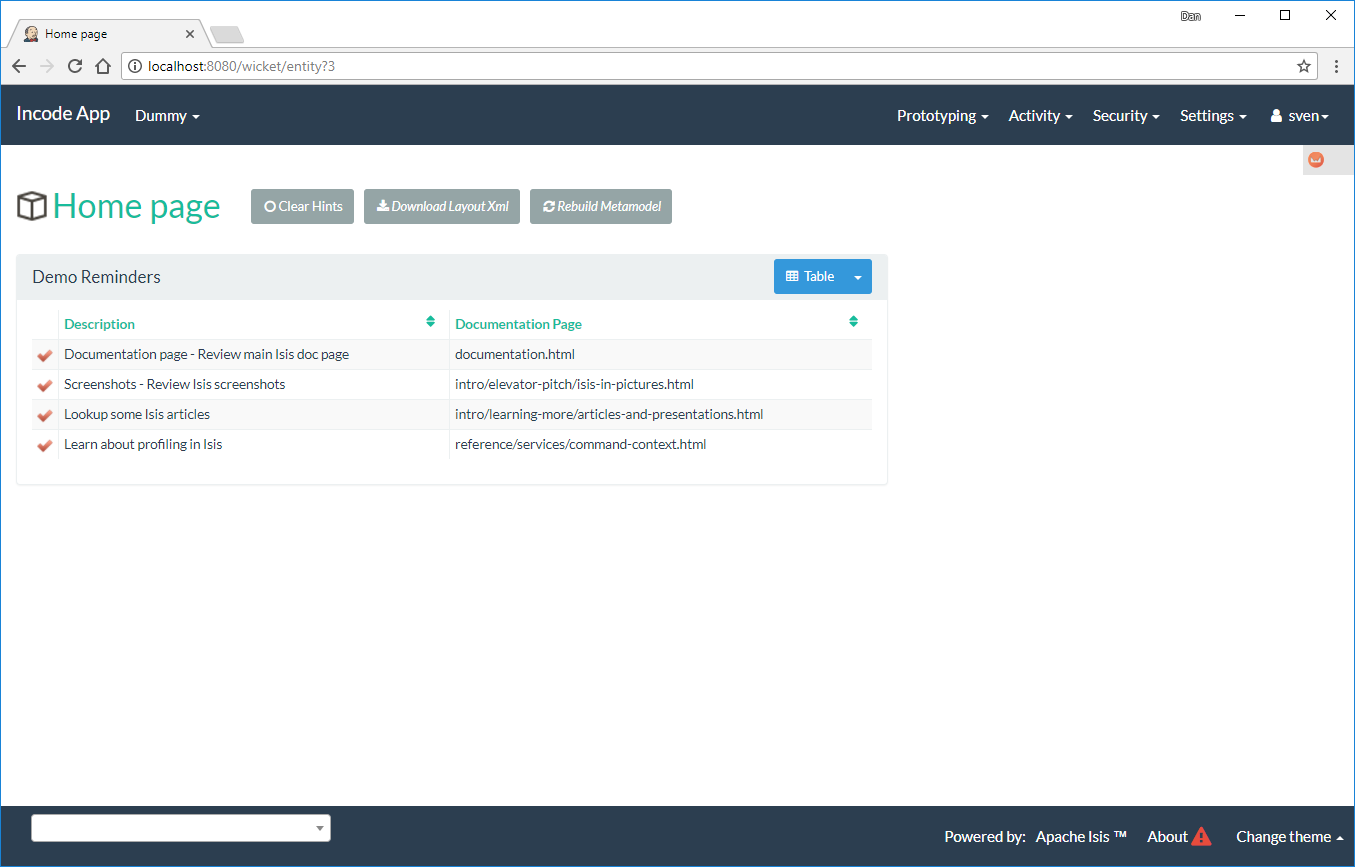 Dan
Home page
localhost:8080/wicket/entity?3
Incode App Dummy Prototyping Activity Security Settings sven
Home page Clear Hints Download Layout Xml Rebuild Metamodel
Demo Reminders Table
Description Documentation Page
Documentation page - Review main Isis doc page documentation.html
Screenshots - Review Isis screenshots intro/elevator-pitch/isis-in-pictures.html
Lookup some Isis articles intro/learning-more/articles-and-presentations.html
Learn about profiling in Isis reference/services/command-context.html
Powered by: Apache Isis ™ About Change theme